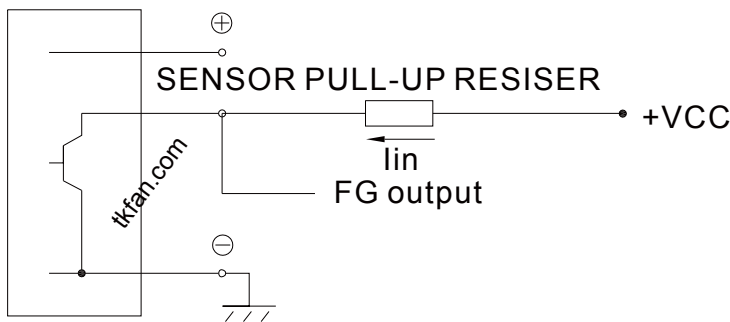 +
SENSOR PULL-UP RESISER
+VCC
Iin
FG output
tkfan.com
−